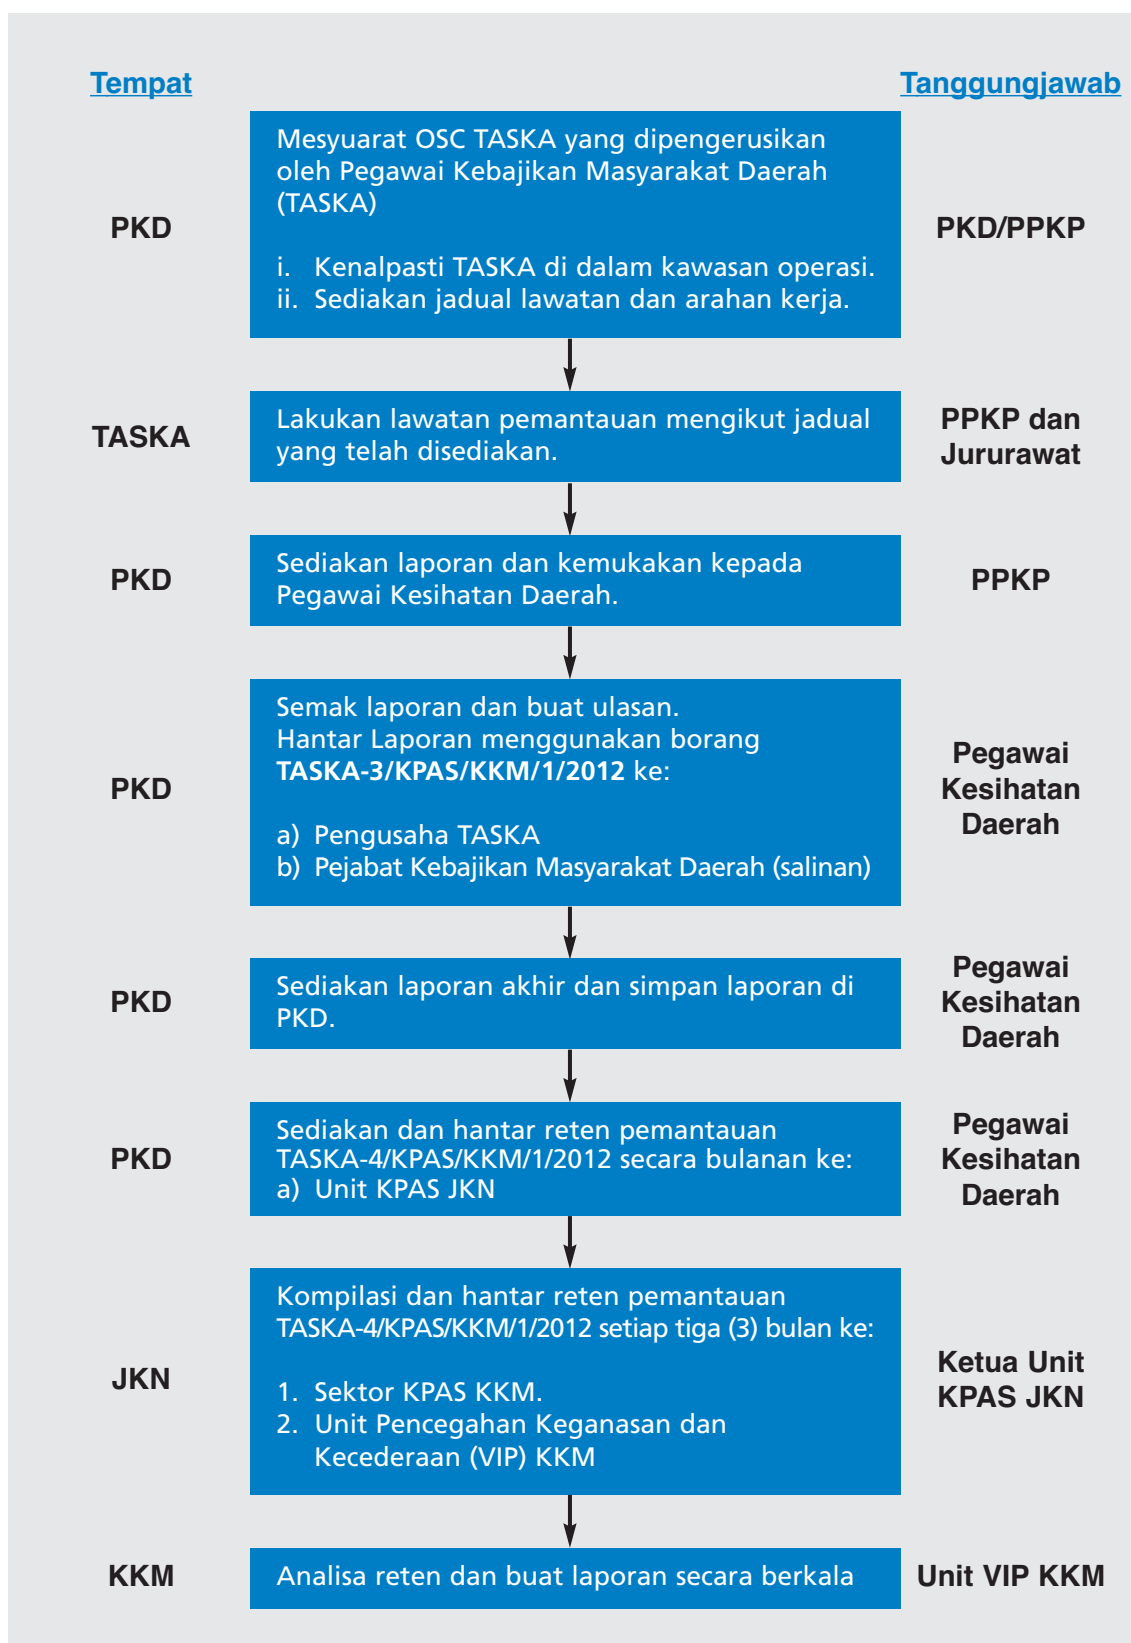 Tempat
Tanggungjawab
PKD
Mesyuarat OSC TASKA yang dipengerusikan
oleh Pegawai Kebajikan Masyarakat Daerah
(TASKA)
i. Kenalpasti TASKA di dalam kawasan operasi.
ii. Sediakan jadual lawatan dan arahan kerja.
PKD/PPKP
TASKA
Lakukan lawatan pemantauan mengikut jadual
yang telah disediakan.
PPKP dan
Jururawat
PKD
Sediakan laporan dan kemukakan kepada
Pegawai Kesihatan Daerah.
PPKP
PKD
Semak laporan dan buat ulasan.
Hantar Laporan menggunakan borang
TASKA-3/KPAS/KKM/1/2012 ke:
a) Pengusaha TASKA
b) Pejabat Kebajikan Masyarakat Daerah (salinan)
Pegawai
Kesihatan
Daerah
PKD
Sediakan laporan akhir dan simpan laporan di
PKD.
Pegawai
Kesihatan
Daerah
PKD
Sediakan dan hantar reten pemantauan
TASKA-4/KPAS/KKM/1/2012 secara bulanan ke:
a) Unit KPAS JKN
Pegawai
Kesihatan
Daerah
JKN
Kompilasi dan hantar reten pemantauan
TASKA-4/KPAS/KKM/1/2012 setiap tiga (3) bulan ke:
1. Sektor KPAS KKM.
2. Unit Pencegahan Keganasan dan
Kecederaan (VIP) KKM
Ketua Unit
KPAS JKN
KKM
Analisa reten dan buat laporan secara berkala
Unit VIP KKM